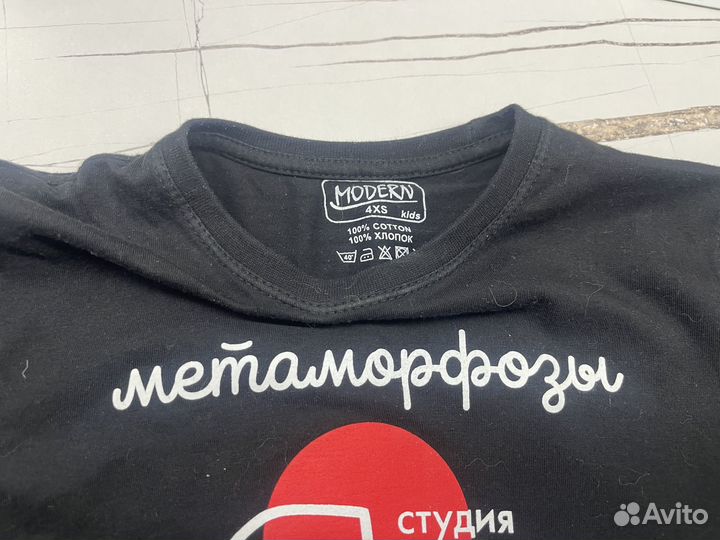 MODERN
4XS kids
100% COTTON
100% ХЛОПОК
40°
метаморфозы
СТУДИЯ
Avito